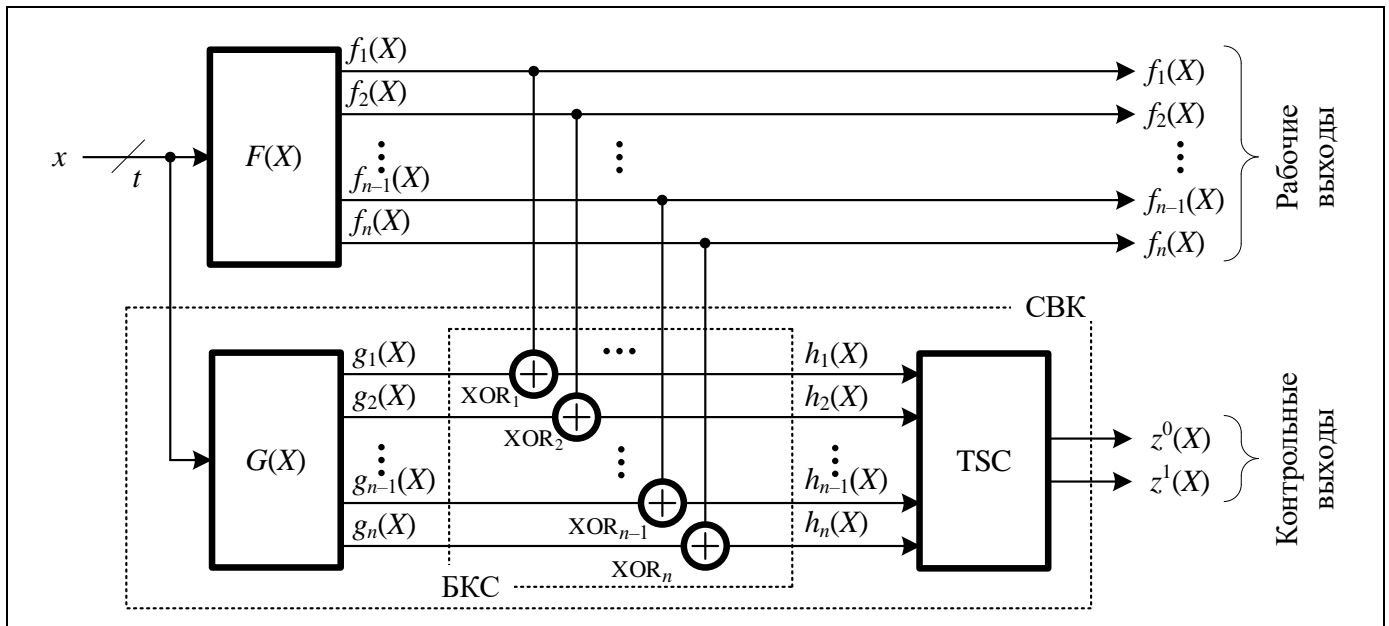 f₁(X) f₁(X)
f₂(X) f₂(X)
x t F(X)
fₙ₋₁(X) fₙ₋₁(X)
fₙ(X) fₙ(X)
Рабочие
выходы
СВК
g₁(X) XOR₁ h₁(X)
g₂(X) XOR₂ h₂(X)
G(X) TSC
z⁰(X)
z¹(X)
gₙ₋₁(X) XORₙ₋₁ hₙ₋₁(X)
gₙ(X) XORₙ hₙ(X)
БКС
Контрольные
выходы